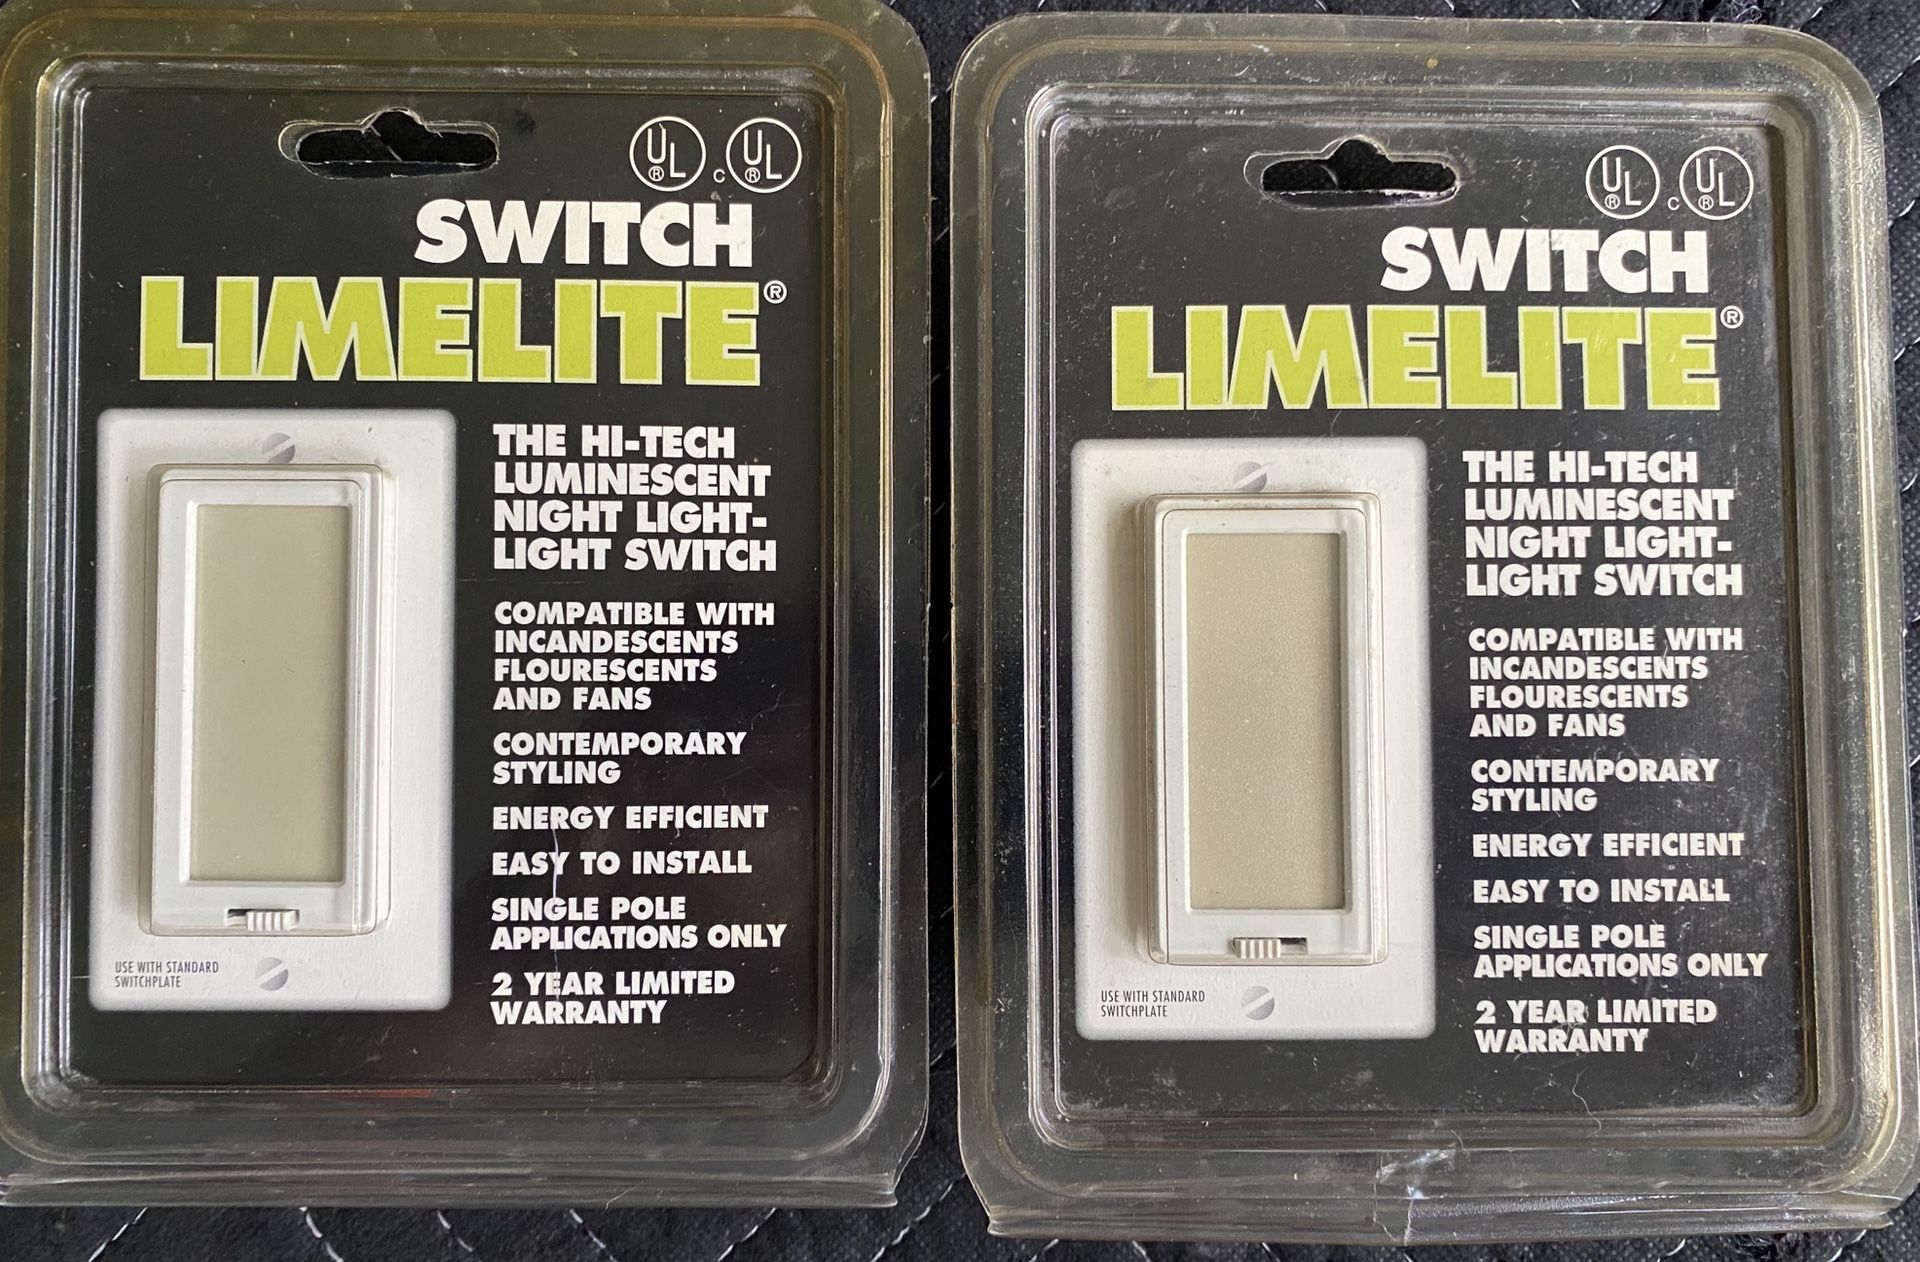 UL® cUL®
SWITCH
LIMELITE®
THE HI-TECH
LUMINESCENT
NIGHT LIGHT-
LIGHT SWITCH
COMPATIBLE WITH
INCANDESCENTS
FLOURESCENTS
AND FANS
CONTEMPORARY
STYLING
ENERGY EFFICIENT
EASY TO INSTALL
SINGLE POLE
APPLICATIONS ONLY
2 YEAR LIMITED
WARRANTY
USE WITH STANDARD
SWITCHPLATE
UL® cUL®
SWITCH
LIMELITE®
THE HI-TECH
LUMINESCENT
NIGHT LIGHT-
LIGHT SWITCH
COMPATIBLE WITH
INCANDESCENTS
FLOURESCENTS
AND FANS
CONTEMPORARY
STYLING
ENERGY EFFICIENT
EASY TO INSTALL
SINGLE POLE
APPLICATIONS ONLY
2 YEAR LIMITED
WARRANTY
USE WITH STANDARD
SWITCHPLATE